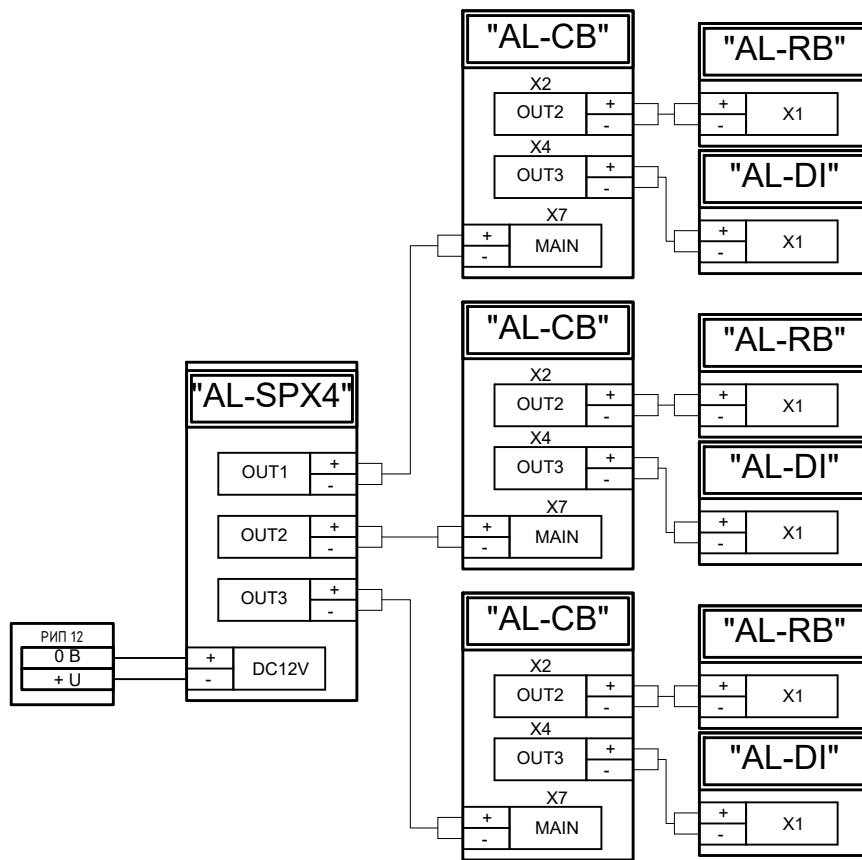 "AL-CB"
X2
OUT2
+
-
X4
OUT3
+
-
X7
+
-
MAIN
"AL-RB"
+
-
X1
"AL-DI"
+
-
X1
"AL-CB"
X2
OUT2
+
-
X4
OUT3
+
-
X7
+
-
MAIN
"AL-RB"
+
-
X1
"AL-DI"
+
-
X1
"AL-SPX4"
OUT1
+
-
OUT2
+
-
OUT3
+
-
+
-
DC12V
РИП 12
0 В
+ U
"AL-CB"
X2
OUT2
+
-
X4
OUT3
+
-
X7
+
-
MAIN
"AL-RB"
+
-
X1
"AL-DI"
+
-
X1